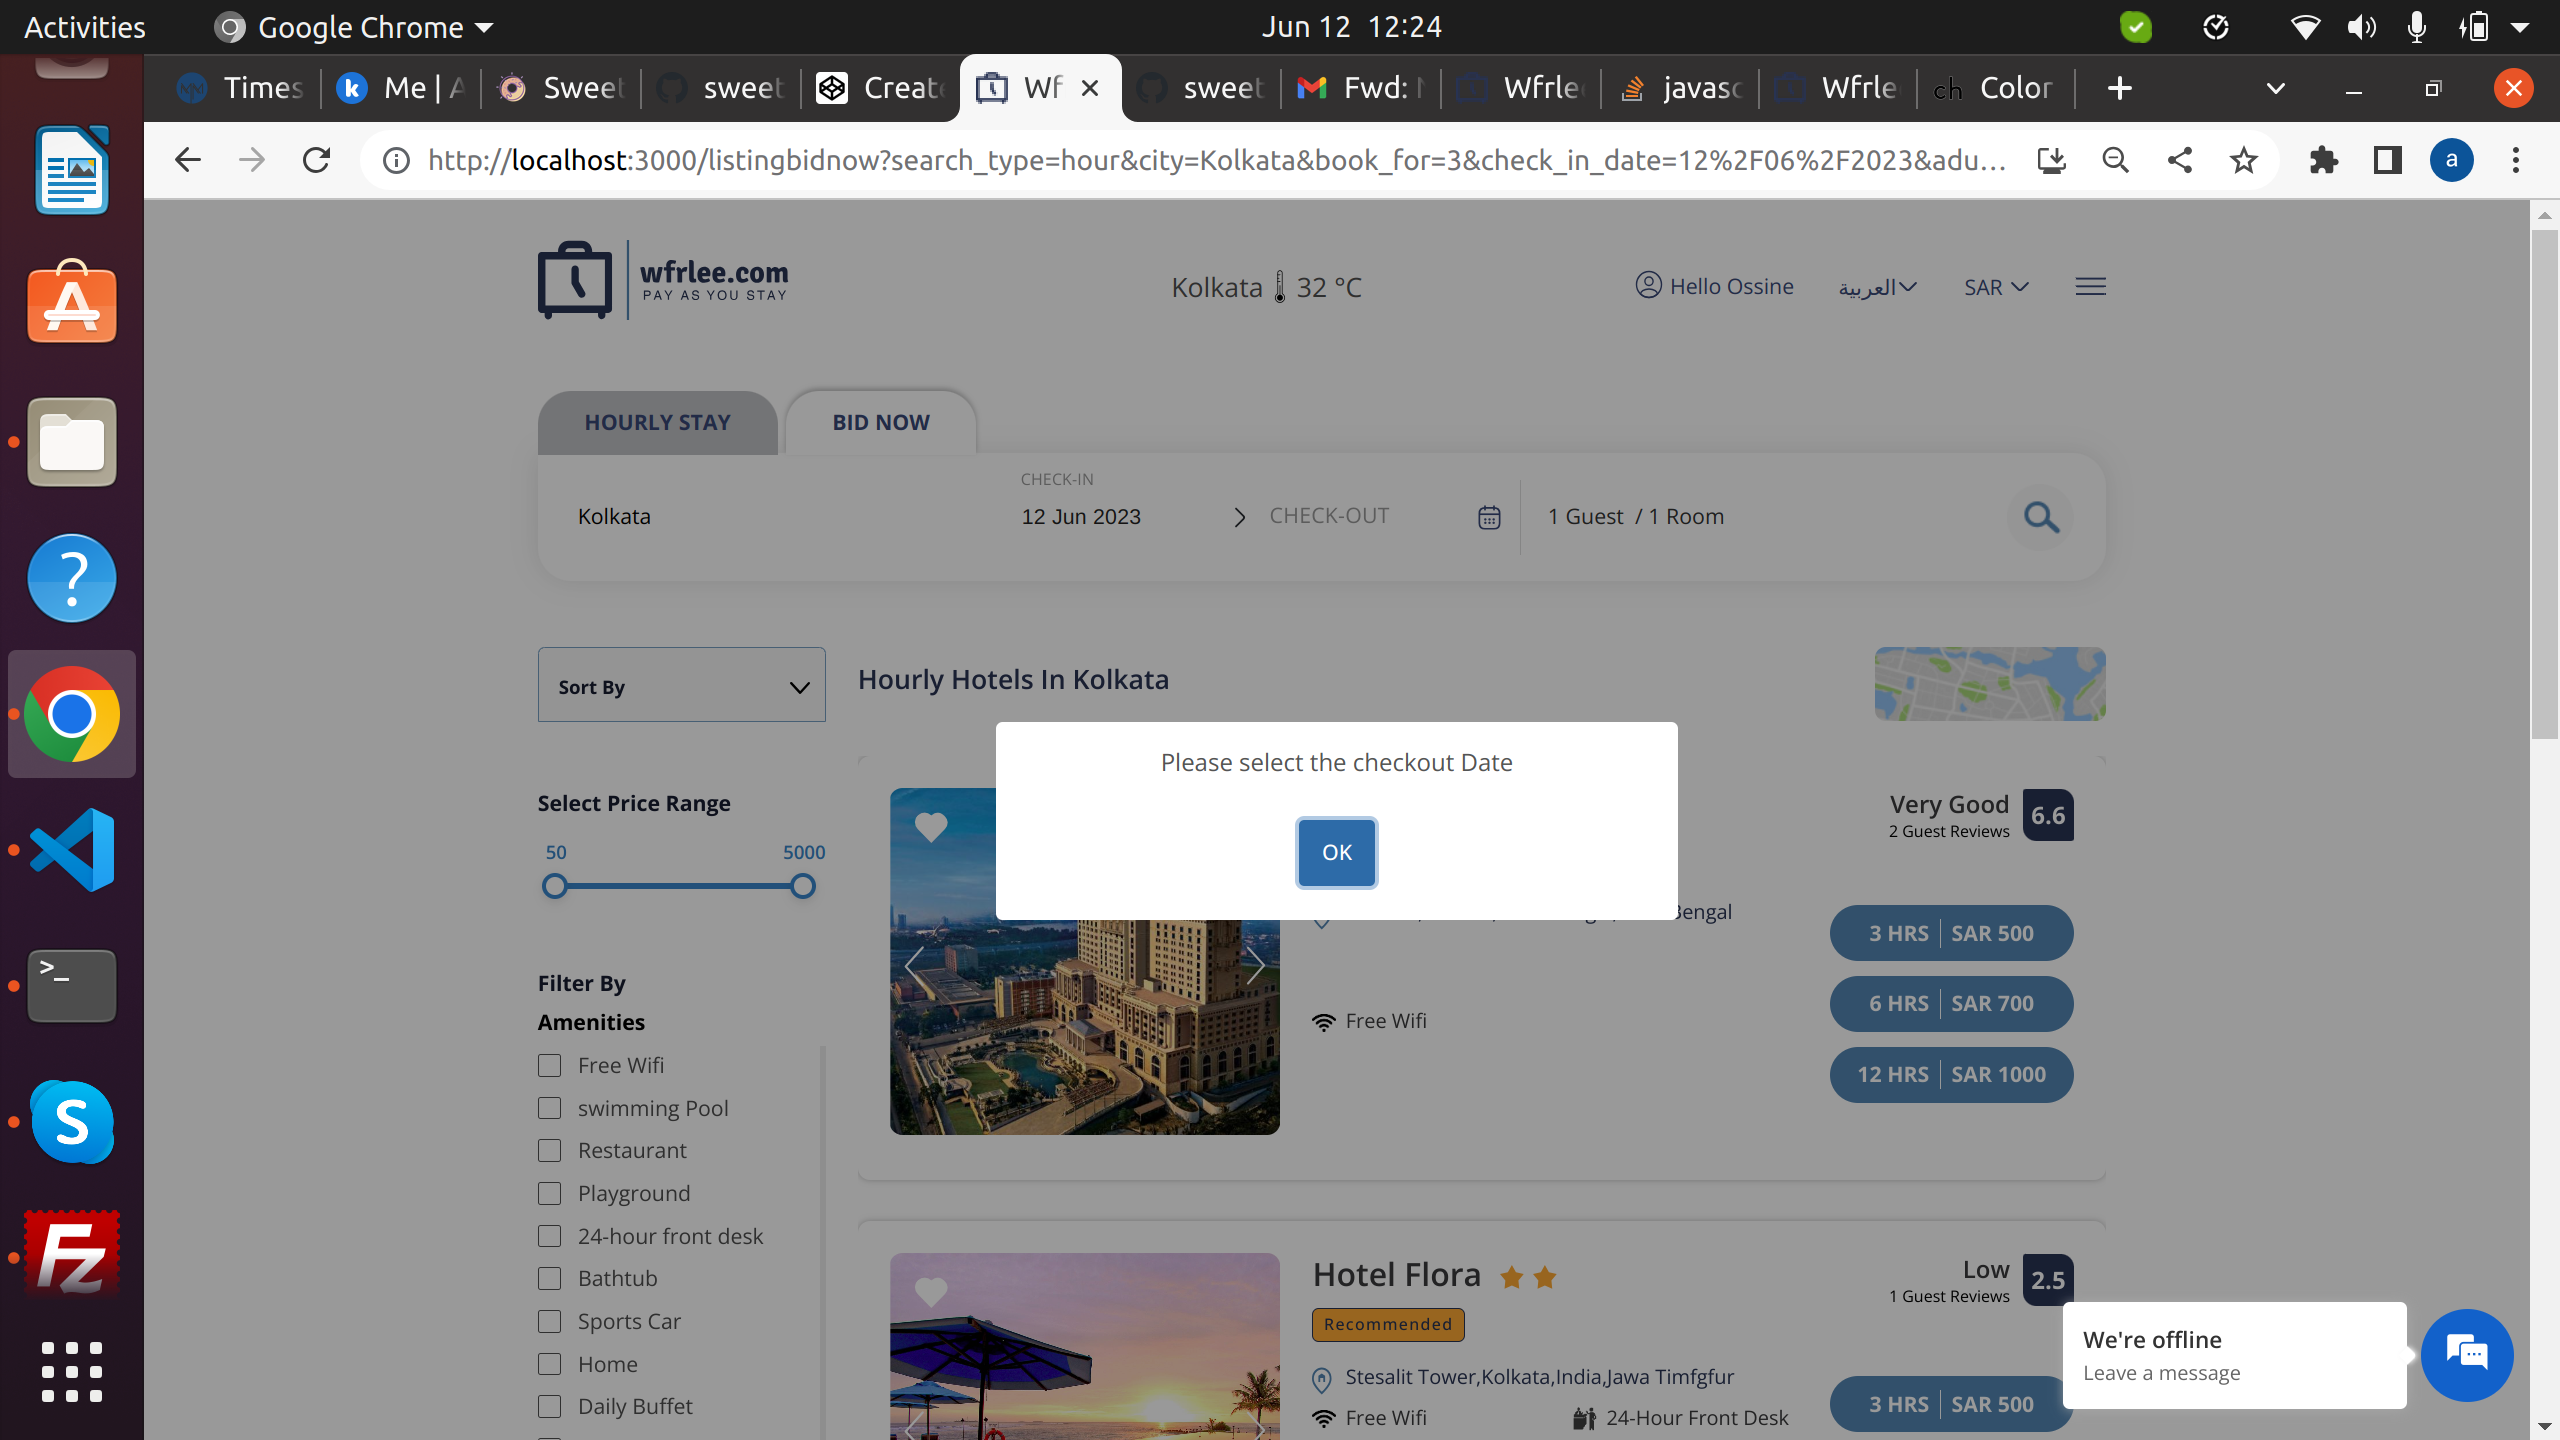 Activities
Google Chrome
Jun 12 12:24
Times
Me | A
Sweet
sweet
Create
Wf
sweet
Fwd: N
Wfrlee
javasc
Wfrle
Color
http://localhost:3000/listingbidnow?search_type=hour&city=Kolkata&book_for=3&check_in_date=12%2F06%2F2023&adu...
a
wfrlee.com
PAY AS YOU STAY
Kolkata 32 °C
Hello Ossine
العربية
SAR
HOURLY STAY
BID NOW
CHECK-IN
Kolkata
12 Jun 2023
CHECK-OUT
1 Guest / 1 Room
Sort By
Hourly Hotels In Kolkata
Please select the checkout Date
OK
Select Price Range
50
5000
Very Good
2 Guest Reviews
6.6
Bengal
3 HRS SAR 500
6 HRS SAR 700
12 HRS SAR 1000
Free Wifi
Filter By
Amenities
Free Wifi
swimming Pool
Restaurant
Playground
24-hour front desk
Bathtub
Sports Car
Home
Daily Buffet
Hotel Flora
Recommended
Stesalit Tower,Kolkata,India,Jawa Timfgfur
Free Wifi
24-Hour Front Desk
Low
1 Guest Reviews
2.5
3 HRS SAR 500
We're offline
Leave a message